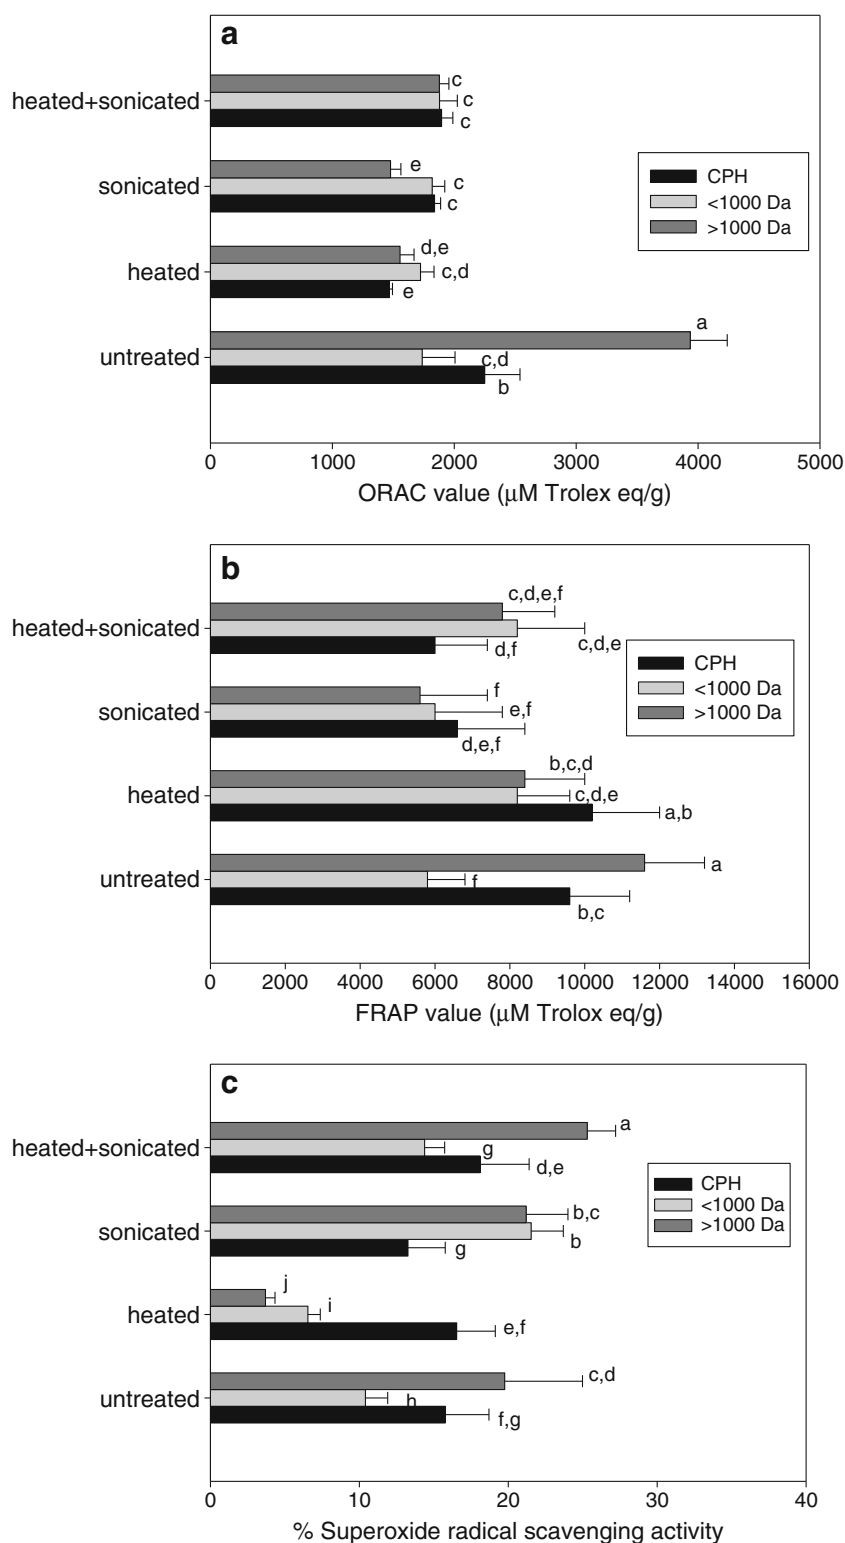 a
heated+sonicated
c
c
c
sonicated
e
c
c
heated
d,e
c,d
e
untreated
a
c,d
b
CPH
<1000 Da
>1000 Da
0 1000 2000 3000 4000 5000
ORAC value (μM Trolex eq/g)
b
heated+sonicated
c,d,e,f
c,d,e
d,f
sonicated
f
e,f
d,e,f
heated
b,c,d
c,d,e
a,b
untreated
a
f
b,c
CPH
<1000 Da
>1000 Da
0 2000 4000 6000 8000 10000 12000 14000 16000
FRAP value (μM Trolox eq/g)
c
heated+sonicated
a
g
d,e
sonicated
b,c
b
g
heated
j
i
e,f
untreated
c,d
h
f,g
CPH
<1000 Da
>1000 Da
0 10 20 30 40
% Superoxide radical scavenging activity